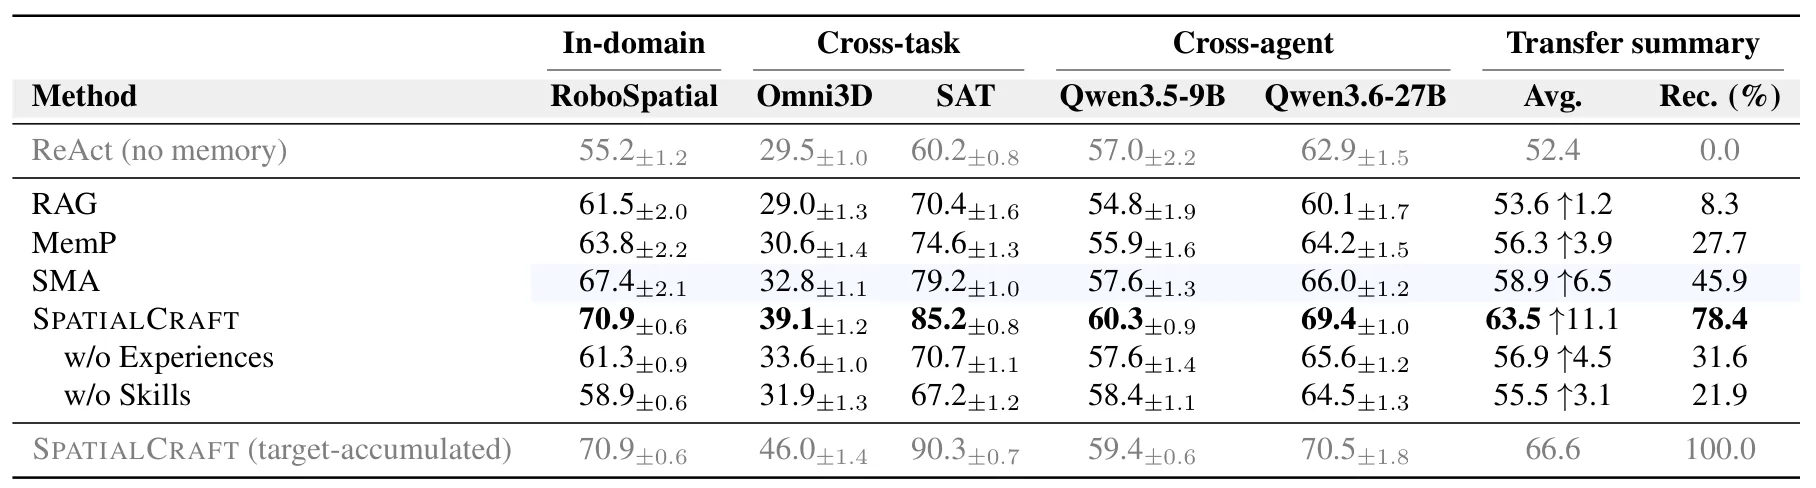 In-domain Cross-task Cross-agent Transfer summary
Method RoboSpatial Omni3D SAT Qwen3.5-9B Qwen3.6-27B Avg. Rec. (%)
ReAct (no memory) 55.2±1.2 29.5±1.0 60.2±0.8 57.0±2.2 62.9±1.5 52.4 0.0
RAG 61.5±2.0 29.0±1.3 70.4±1.6 54.8±1.9 60.1±1.7 53.6 ↑1.2 8.3
MemP 63.8±2.2 30.6±1.4 74.6±1.3 55.9±1.6 64.2±1.5 56.3 ↑3.9 27.7
SMA 67.4±2.1 32.8±1.1 79.2±1.0 57.6±1.3 66.0±1.2 58.9 ↑6.5 45.9
SPATIALCRAFT 70.9±0.6 39.1±1.2 85.2±0.8 60.3±0.9 69.4±1.0 63.5 ↑11.1 78.4
w/o Experiences 61.3±0.9 33.6±1.0 70.7±1.1 57.6±1.4 65.6±1.2 56.9 ↑4.5 31.6
w/o Skills 58.9±0.6 31.9±1.3 67.2±1.2 58.4±1.1 64.5±1.3 55.5 ↑3.1 21.9
SPATIALCRAFT (target-accumulated) 70.9±0.6 46.0±1.4 90.3±0.7 59.4±0.6 70.5±1.8 66.6 100.0